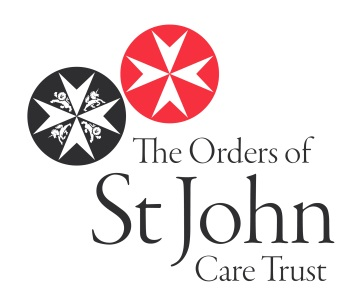 The Orders of
St John
Care Trust